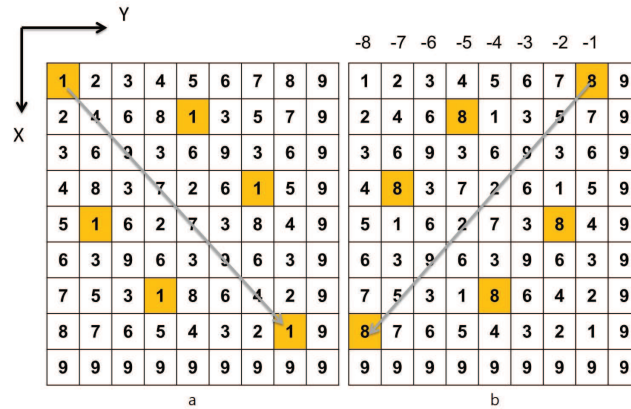 Y
-8 -7 -6 -5 -4 -3 -2 -1
X
1 2 3 4 5 6 7 8 9 1 2 3 4 5 6 7 8 9
2 4 6 8 1 3 5 7 9 2 4 6 8 1 3 5 7 9
3 6 9 3 6 9 3 6 9 3 6 9 3 6 9 3 6 9
4 8 3 7 2 6 1 5 9 4 8 3 7 2 6 1 5 9
5 1 6 2 7 3 8 4 9 5 1 6 2 7 3 8 4 9
6 3 9 6 3 9 6 3 9 6 3 9 6 3 9 6 3 9
7 5 3 1 8 6 4 2 9 7 5 3 1 8 6 4 2 9
8 7 6 5 4 3 2 1 9 8 7 6 5 4 3 2 1 9
9 9 9 9 9 9 9 9 9 9 9 9 9 9 9 9 9 9
a b